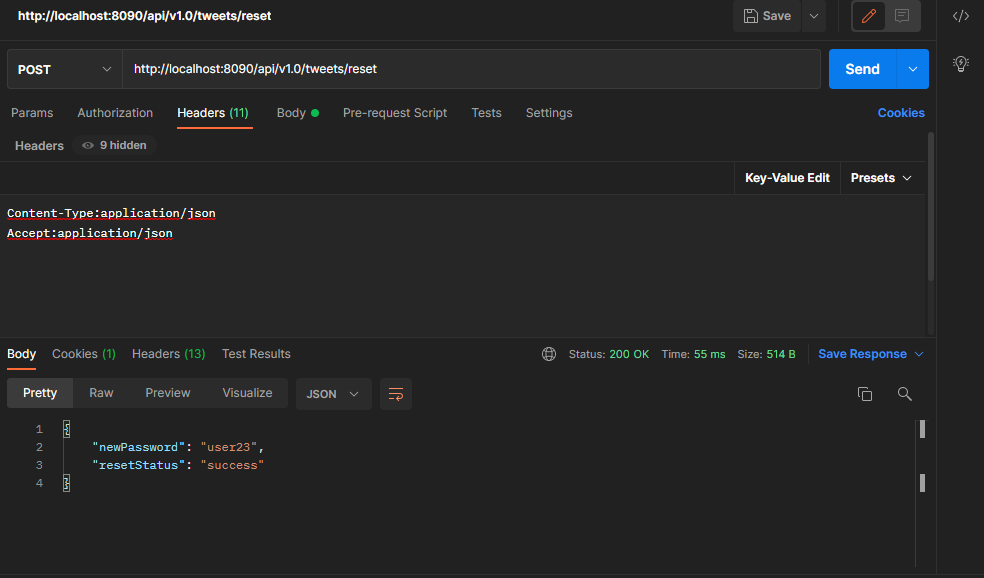 http://localhost:8090/api/v1.0/tweets/reset
Save
POST
http://localhost:8090/api/v1.0/tweets/reset
Send
Params Authorization Headers (11) Body Pre-request Script Tests Settings Cookies
Headers 9 hidden
Key-Value Edit Presets
Content-Type:application/json
Accept:application/json
Body Cookies (1) Headers (13) Test Results Status: 200 OK Time: 55 ms Size: 514 B Save Response
Pretty Raw Preview Visualize JSON
1 {
2 "newPassword": "user23",
3 "resetStatus": "success"
4 }